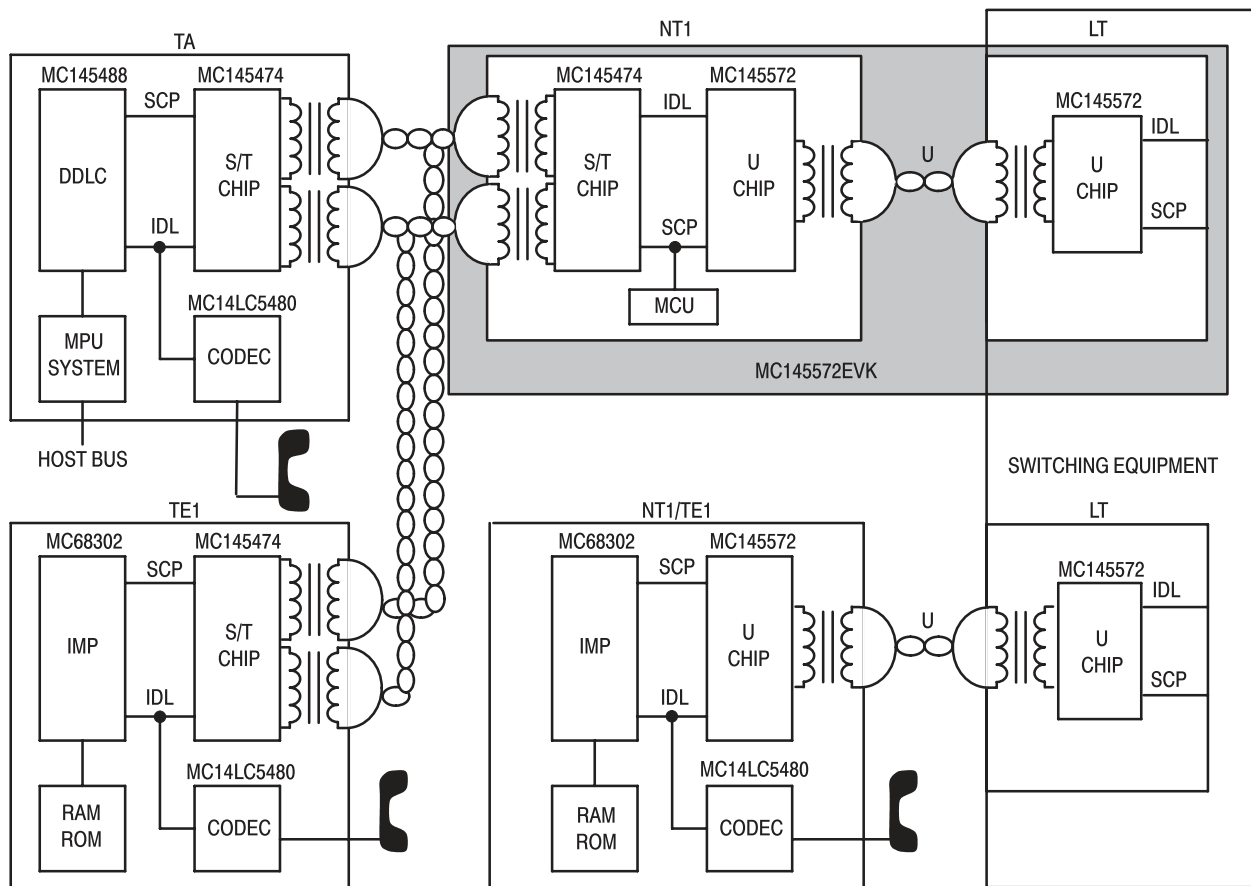 TA
MC145488
MC145474
SCP
DDLC
S/T
CHIP
IDL
MC14LC5480
MPU
SYSTEM
CODEC
HOST BUS
NT1
MC145474
MC145572
IDL
S/T
CHIP
U
CHIP
SCP
MCU
U
MC145572EVK
LT
MC145572
IDL
U
CHIP
SCP
SWITCHING EQUIPMENT
TE1
MC68302
MC145474
SCP
IMP
S/T
CHIP
IDL
MC14LC5480
RAM
ROM
CODEC
NT1/TE1
MC68302
MC145572
SCP
IMP
U
CHIP
IDL
MC14LC5480
RAM
ROM
CODEC
U
LT
MC145572
IDL
U
CHIP
SCP